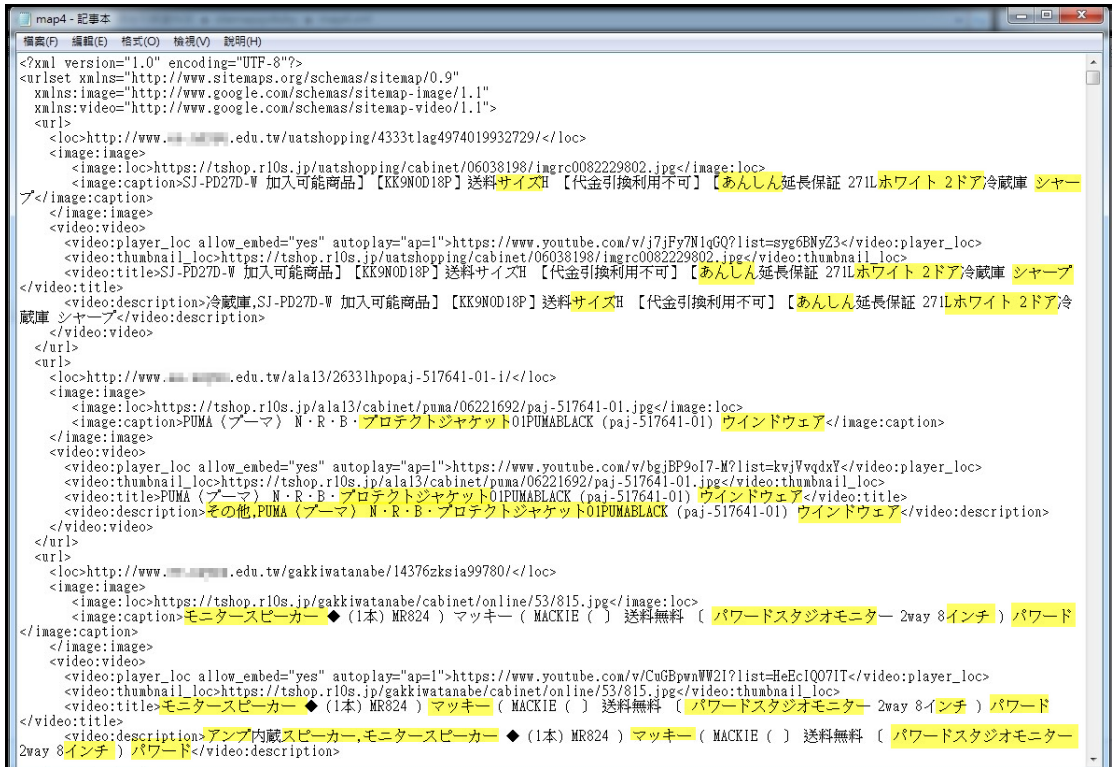 map4 - 記事本
檔案(F) 編輯(E) 格式(O) 檢視(V) 說明(H)
<?xml version="1.0" encoding="UTF-8"?>
<urlset xmlns="http://www.sitemaps.org/schemas/sitemap/0.9"
xmlns:image="http://www.google.com/schemas/sitemap-image/1.1"
xmlns:video="http://www.google.com/schemas/sitemap-video/1.1">
<url>
<loc>http://www. .edu.tw/uatshopping/4333tlag4974019932729/</loc>
<image:image>
<image:loc>https://tshop.r10s.jp/uatshopping/cabinet/06038198/imgrc0082229802.jpg</image:loc>
<image:caption>SJ-PD27D-W 加入可能商品】【KK9N0D18P】送料サイズH 【代金引換利用不可】【あんしん延長保証 271Lホワイト 2ドア冷蔵庫 シャー
プ</image:caption>
</image:image>
<video:video>
<video:player_loc allow_embed="yes" autoplay="ap=1">https://www.youtube.com/v/j7jFy7N1qGQ?list=syg6BNyZ3</video:player_loc>
<video:thumbnail_loc>https://tshop.r10s.jp/uatshopping/cabinet/06038198/imgrc0082229802.jpg</video:thumbnail_loc>
<video:title>SJ-PD27D-W 加入可能商品】【KK9N0D18P】送料サイズH 【代金引換利用不可】【あんしん延長保証 271Lホワイト 2ドア冷蔵庫 シャープ
</video:title>
<video:description>冷蔵庫,SJ-PD27D-W 加入可能商品】【KK9N0D18P】送料サイズH 【代金引換利用不可】【あんしん延長保証 271Lホワイト 2ドア冷
蔵庫 シャープ</video:description>
</video:video>
</url>
<url>
<loc>http://www. .edu.tw/ala13/26331hpopaj-517641-01-i/</loc>
<image:image>
<image:loc>https://tshop.r10s.jp/ala13/cabinet/puma/06221692/paj-517641-01.jpg</image:loc>
<image:caption>PUMA (プーマ) N・R・B・プロテクトジャケット01PUMABLACK (paj-517641-01) ウインドウェア</image:caption>
</image:image>
<video:video>
<video:player_loc allow_embed="yes" autoplay="ap=1">https://www.youtube.com/v/bgjBP9oI7-M?list=kvjVvqdxY</video:player_loc>
<video:thumbnail_loc>https://tshop.r10s.jp/ala13/cabinet/puma/06221692/paj-517641-01.jpg</video:thumbnail_loc>
<video:title>PUMA (プーマ) N・R・B・プロテクトジャケット01PUMABLACK (paj-517641-01) ウインドウェア</video:title>
<video:description>その他,PUMA (プーマ) N・R・B・プロテクトジャケット01PUMABLACK (paj-517641-01) ウインドウェア</video:description>
</video:video>
</url>
<url>
<loc>http://www. .edu.tw/gakkiwatanabe/14376zksia99780/</loc>
<image:image>
<image:loc>https://tshop.r10s.jp/gakkiwatanabe/cabinet/online/53/815.jpg</image:loc>
<image:caption>モニタースピーカー ◆ (1本) MR824 ) マッキー ( MACKIE ( ) 送料無料 〔 パワードスタジオモニター 2way 8インチ ) パワード
</image:caption>
</image:image>
<video:video>
<video:player_loc allow_embed="yes" autoplay="ap=1">https://www.youtube.com/v/CuGBpwnWW2I?list=HeEcIQO7IT</video:player_loc>
<video:thumbnail_loc>https://tshop.r10s.jp/gakkiwatanabe/cabinet/online/53/815.jpg</video:thumbnail_loc>
<video:title>モニタースピーカー ◆ (1本) MR824 ) マッキー ( MACKIE ( ) 送料無料 〔 パワードスタジオモニター 2way 8インチ ) パワード
</video:title>
<video:description>アンプ内蔵スピーカー,モニタースピーカー ◆ (1本) MR824 ) マッキー ( MACKIE ( ) 送料無料 〔 パワードスタジオモニター
2way 8インチ ) パワード</video:description>